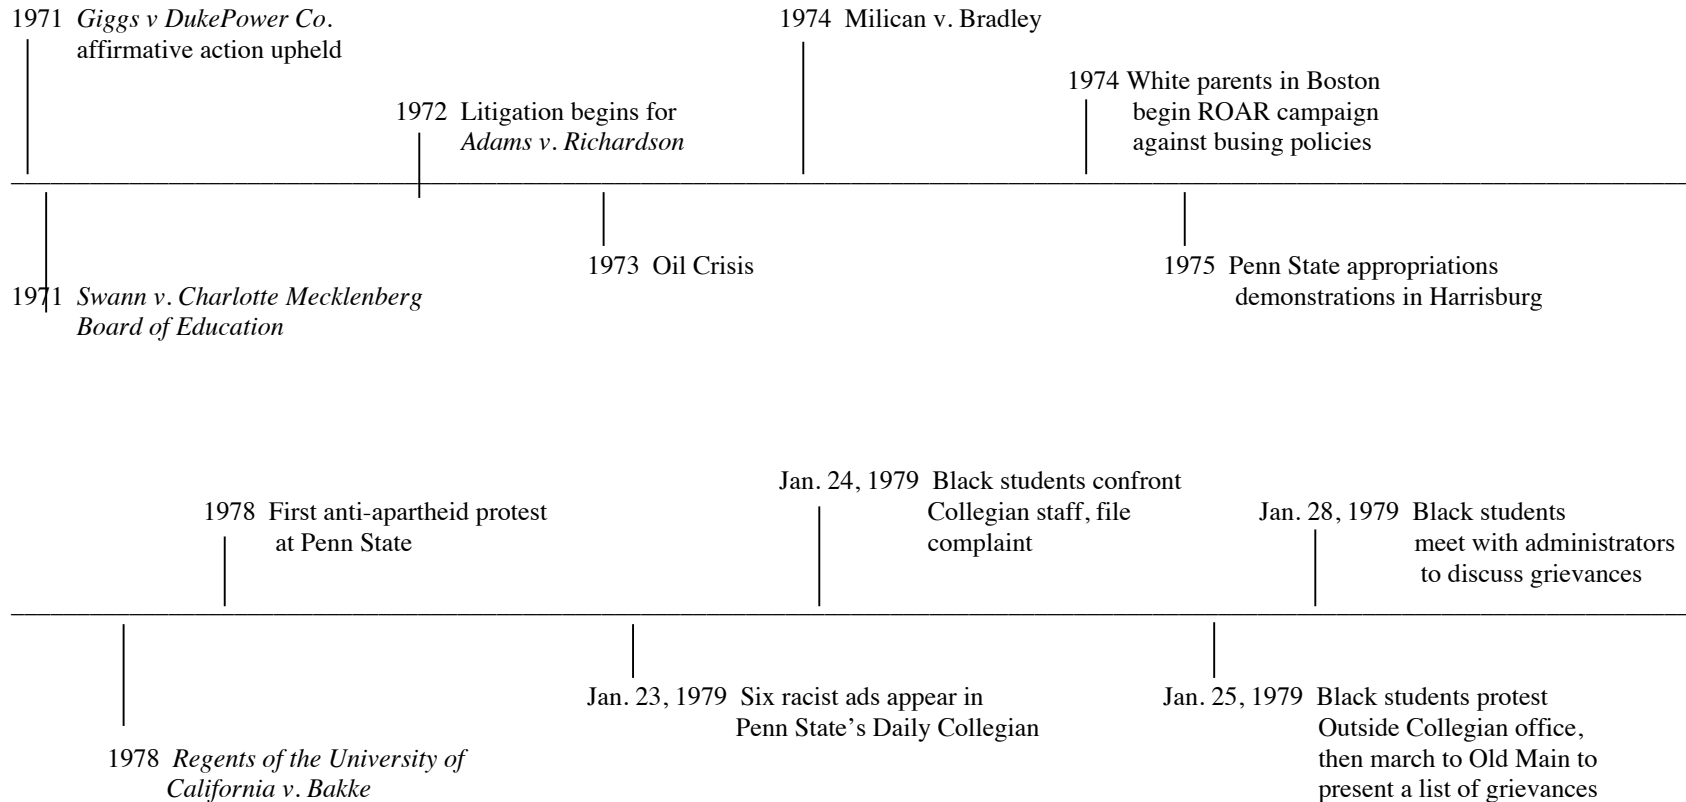 1971 Giggs v DukePower Co.
affirmative action upheld
1974 Milican v. Bradley
1974 White parents in Boston
begin ROAR campaign
against busing policies
1972 Litigation begins for
Adams v. Richardson
1973 Oil Crisis
1975 Penn State appropriations
demonstrations in Harrisburg
1971 Swann v. Charlotte Mecklenberg
Board of Education
Jan. 24, 1979 Black students confront
Collegian staff, file
complaint
1978 First anti-apartheid protest
at Penn State
Jan. 28, 1979 Black students
meet with administrators
to discuss grievances
Jan. 23, 1979 Six racist ads appear in
Penn State’s Daily Collegian
Jan. 25, 1979 Black students protest
Outside Collegian office,
then march to Old Main to
present a list of grievances
1978 Regents of the University of
California v. Bakke